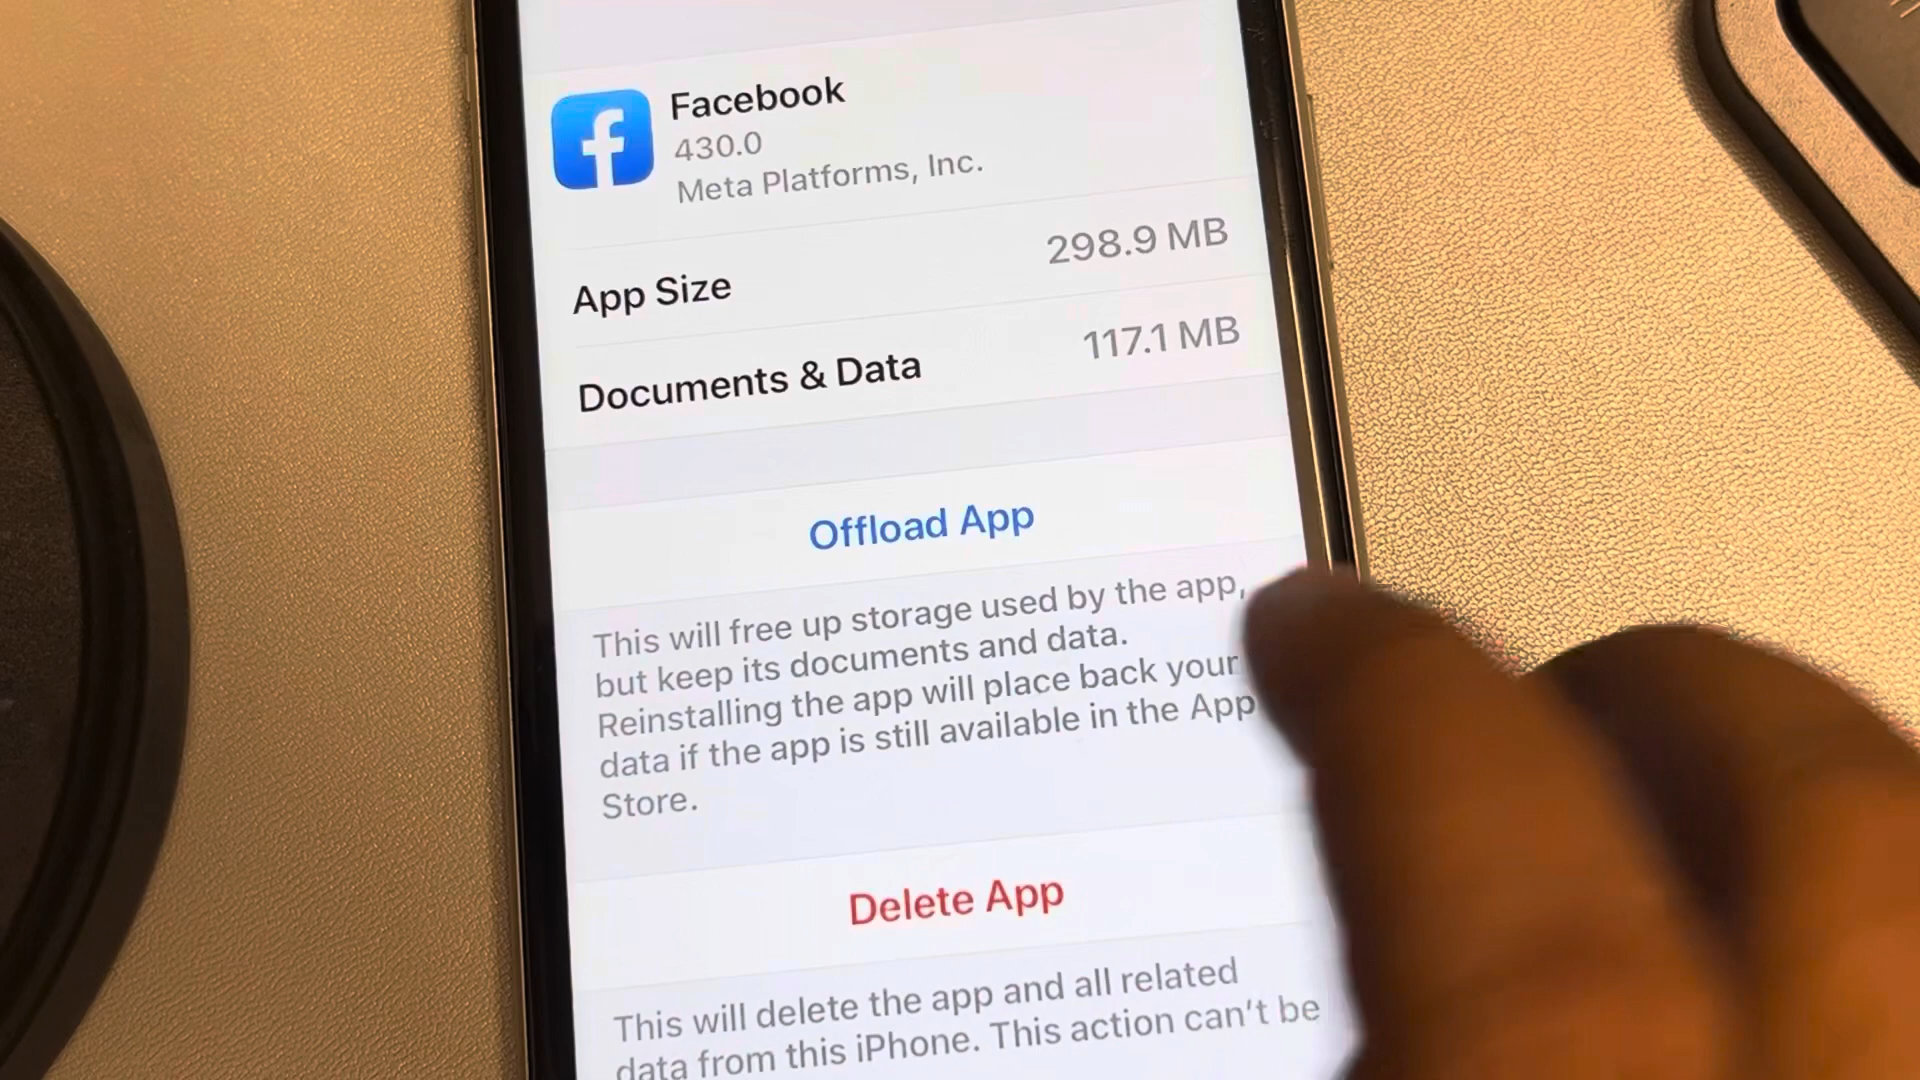 Facebook
430.0
Meta Platforms, Inc.
App Size 298.9 MB
Documents & Data 117.1 MB
Offload App
This will free up storage used by the app,
but keep its documents and data.
Reinstalling the app will place back your
data if the app is still available in the App
Store.
Delete App
This will delete the app and all related
data from this iPhone. This action can't be